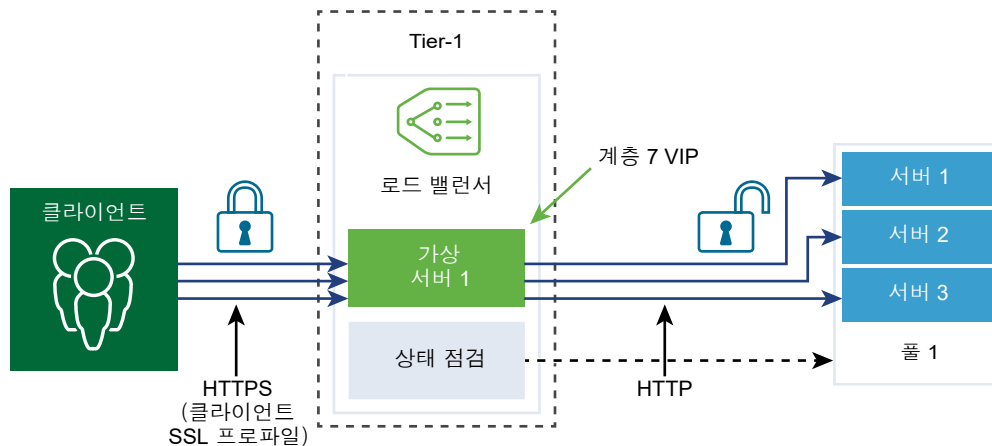 Tier-1
로드 밸런서
계층 7 VIP
클라이언트
가상
서버 1
서버 1
서버 2
서버 3
풀 1
상태 점검
HTTPS
(클라이언트
SSL 프로파일)
HTTP